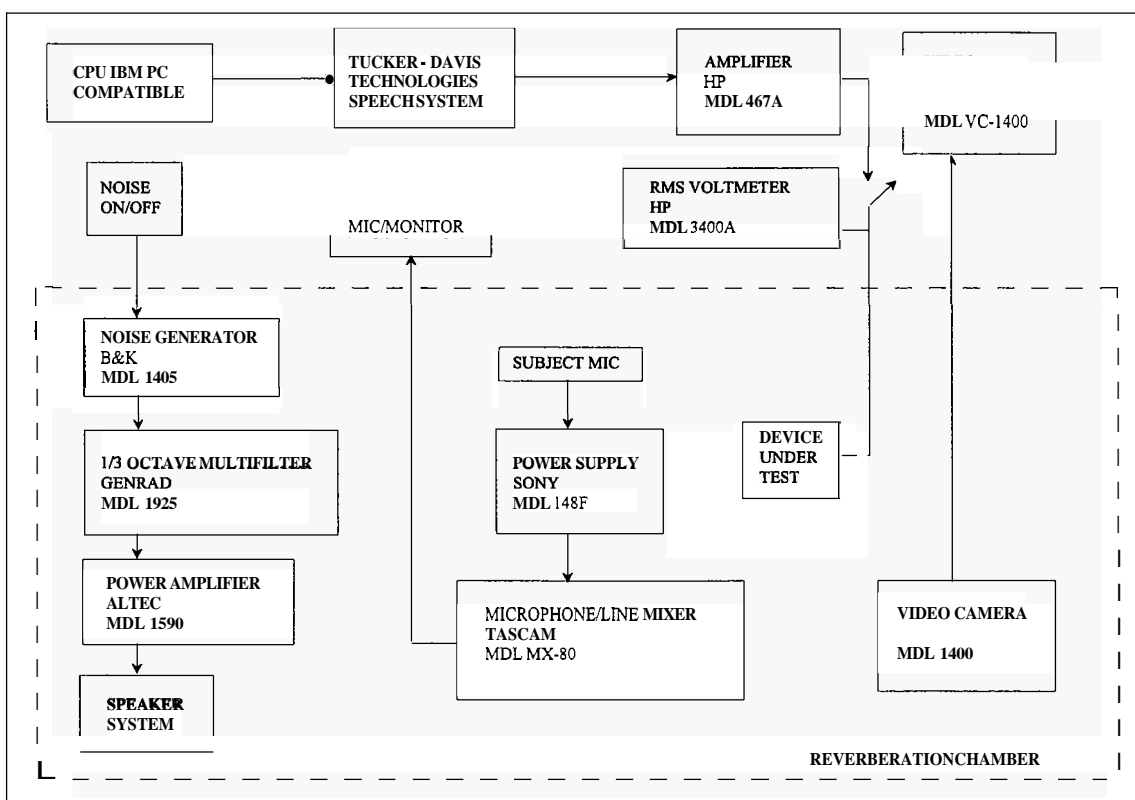 CPU IBM PC
COMPATIBLE
TUCKER - DAVIS
TECHNOLOGIES
SPEECH SYSTEM
AMPLIFIER
HP
MDL 467A
MDL VC-1400
NOISE
ON/OFF
MIC/MONITOR
RMS VOLTMETER
HP
MDL 3400A
NOISE GENERATOR
B&K
MDL 1405
SUBJECT MIC
1/3 OCTAVE MULTIFILTER
GENRAD
MDL 1925
POWER SUPPLY
SONY
MDL 148F
DEVICE
UNDER
TEST
POWER AMPLIFIER
ALTEC
MDL 1590
MICROPHONE/LINE MIXER
TASCAM
MDL MX-80
VIDEO CAMERA
MDL 1400
SPEAKER
SYSTEM
REVERBERATIONCHAMBER